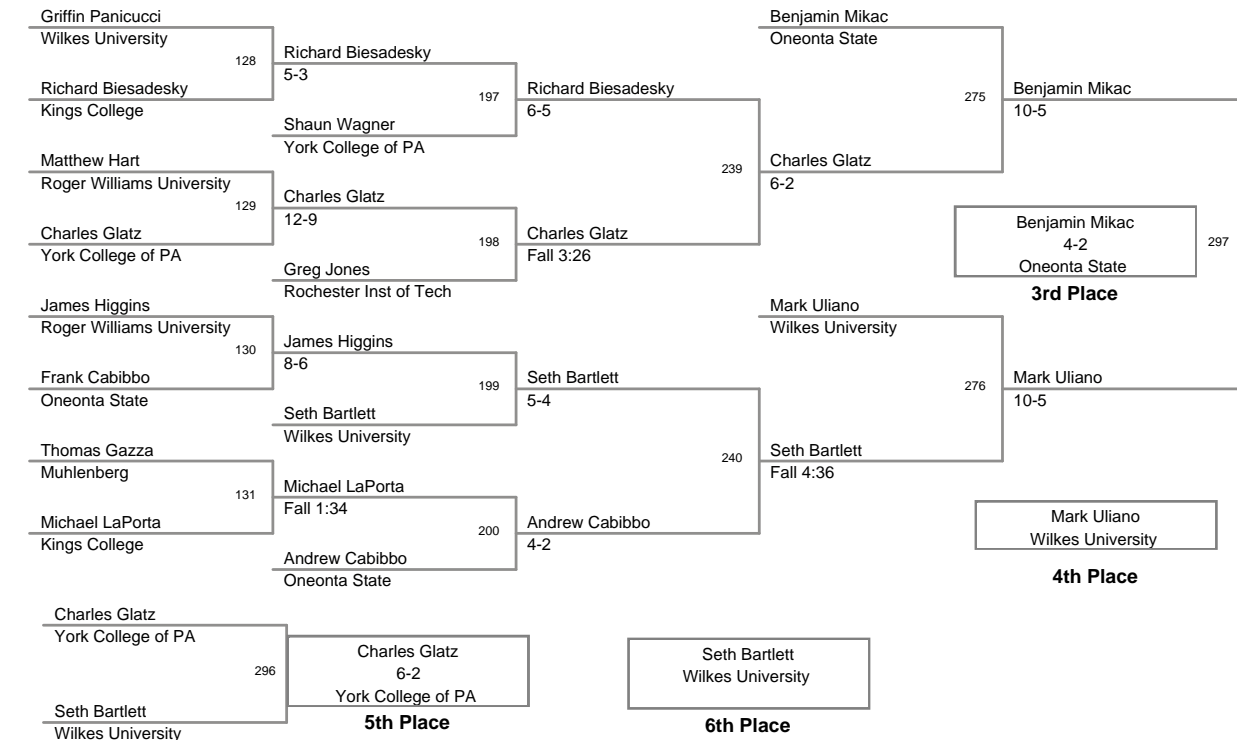 Griffin Panicucci
Wilkes University
128
Richard Biesadesky
Kings College
Matthew Hart
Roger Williams University
129
Charles Glatz
York College of PA
James Higgins
Roger Williams University
130
Frank Cabibbo
Oneonta State
Thomas Gazza
Muhlenberg
131
Michael LaPorta
Kings College
Richard Biesadesky
5-3
197
Shaun Wagner
York College of PA
Charles Glatz
12-9
198
Greg Jones
Rochester Inst of Tech
James Higgins
8-6
199
Seth Bartlett
Wilkes University
Michael LaPorta
Fall 1:34
200
Andrew Cabibbo
Oneonta State
Richard Biesadesky
6-5
239
Charles Glatz
Fall 3:26
Seth Bartlett
5-4
240
Andrew Cabibbo
4-2
Benjamin Mikac
Oneonta State
275
Charles Glatz
6-2
Mark Uliano
Wilkes University
276
Seth Bartlett
Fall 4:36
Benjamin Mikac
10-5
Benjamin Mikac
4-2
Oneonta State
297
3rd Place
Mark Uliano
10-5
Mark Uliano
Wilkes University
4th Place
Charles Glatz
York College of PA
296
Seth Bartlett
Wilkes University
Charles Glatz
6-2
York College of PA
5th Place
Seth Bartlett
Wilkes University
6th Place